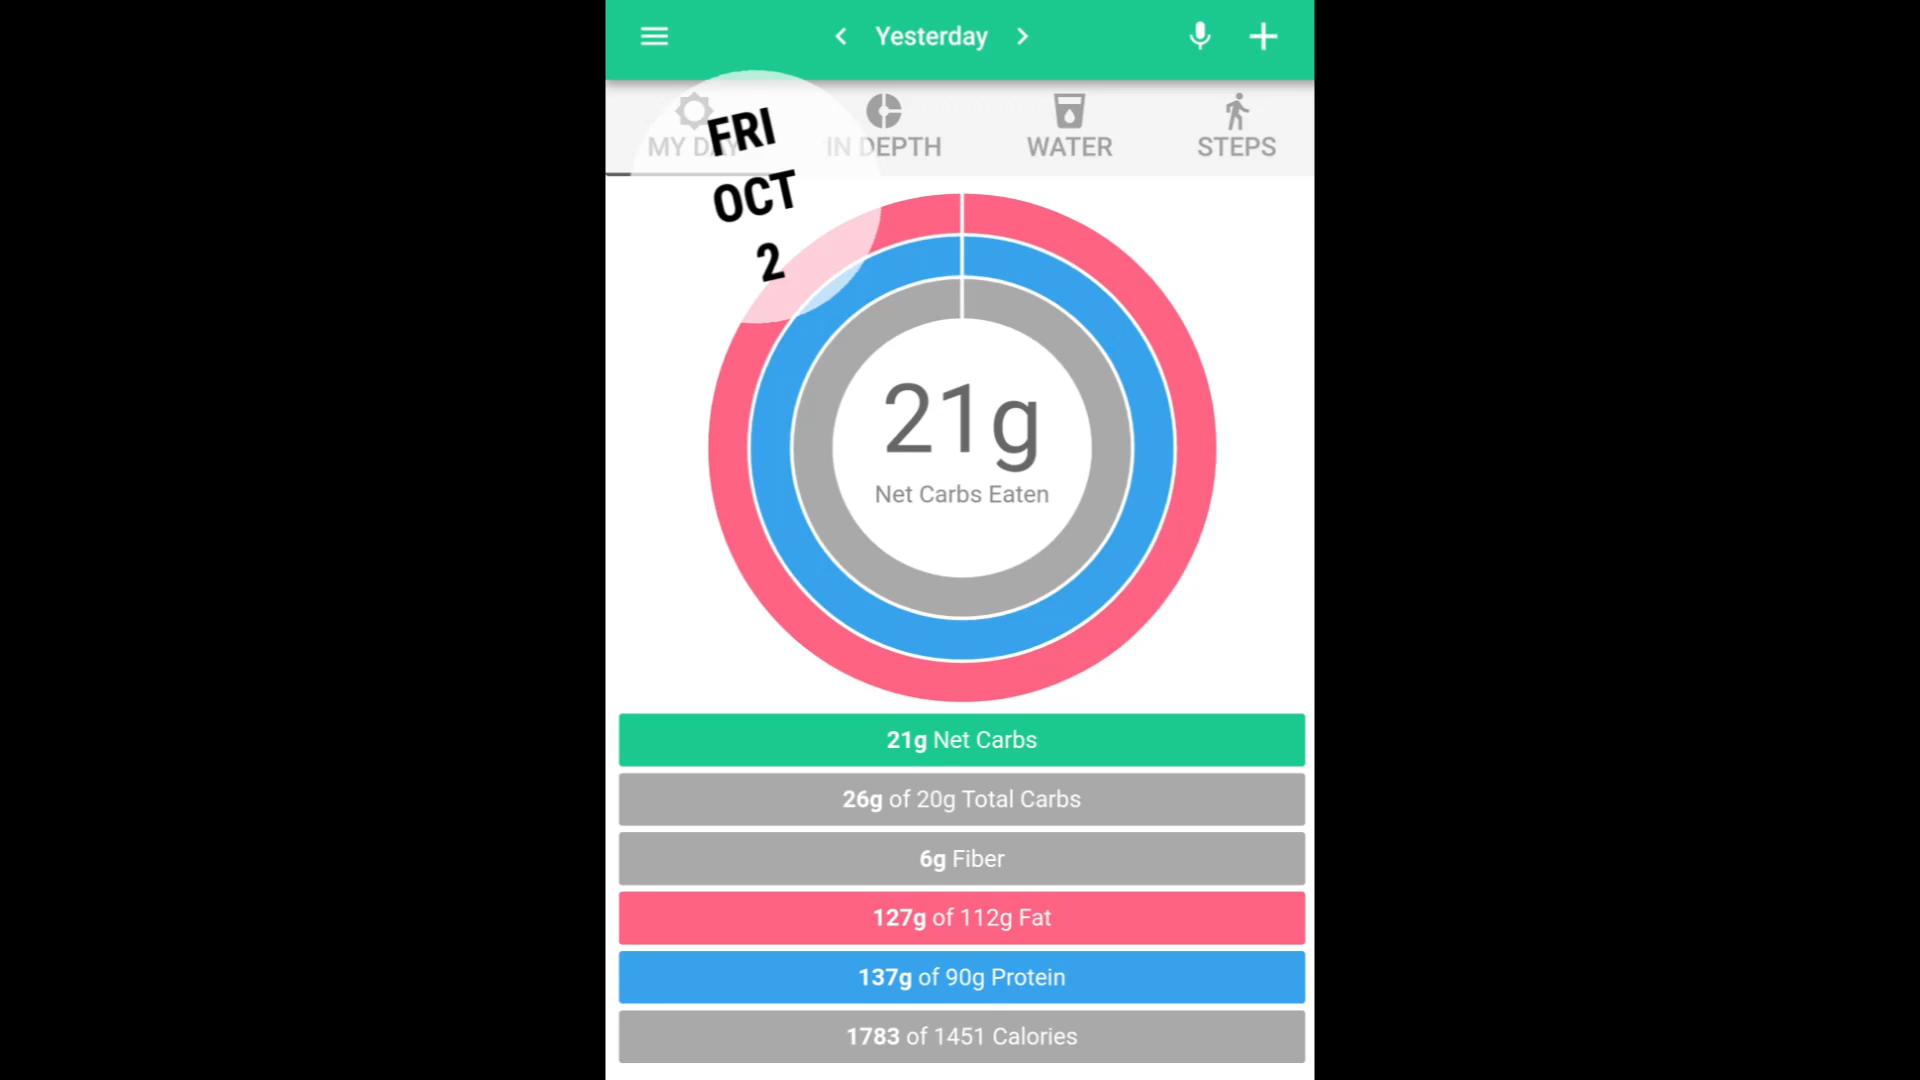 Yesterday
MY DAY
IN DEPTH
WATER
STEPS
FRI
OCT
2
21g
Net Carbs Eaten
21g Net Carbs
26g of 20g Total Carbs
6g Fiber
127g of 112g Fat
137g of 90g Protein
1783 of 1451 Calories